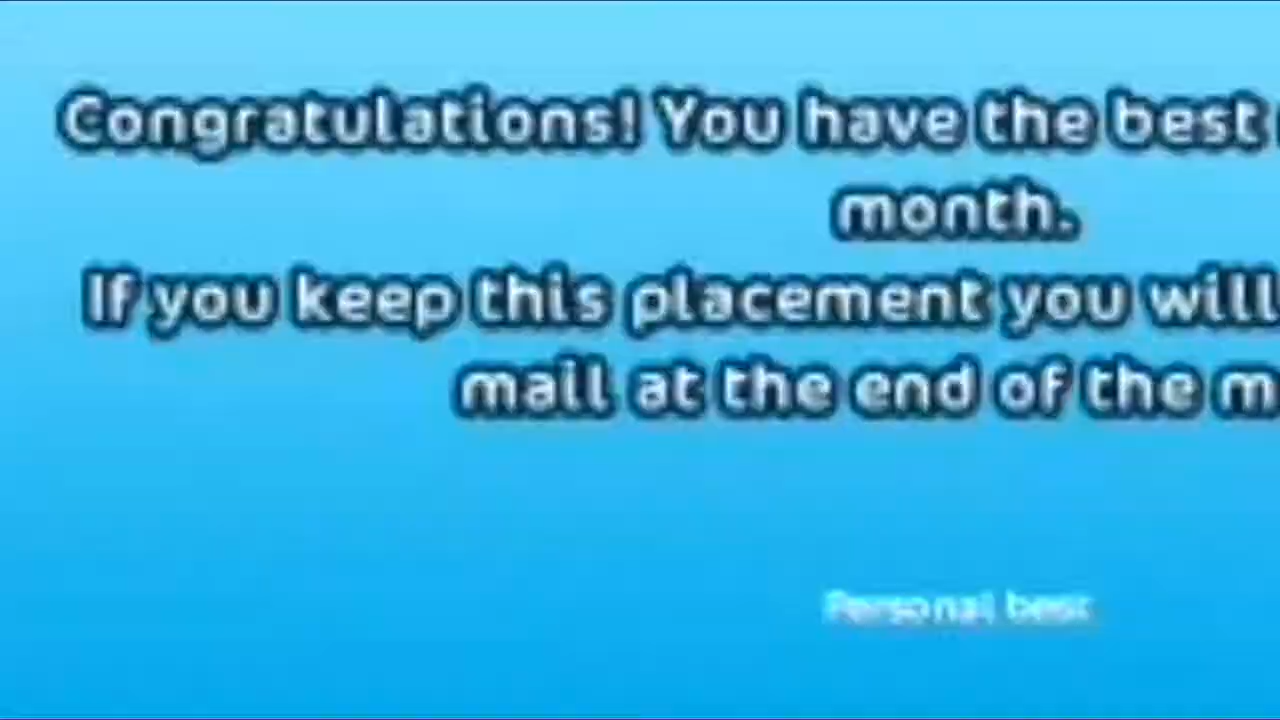 Congratulations! You have the best
month.
If you keep this placement you will
mail at the end of the m
Personal best